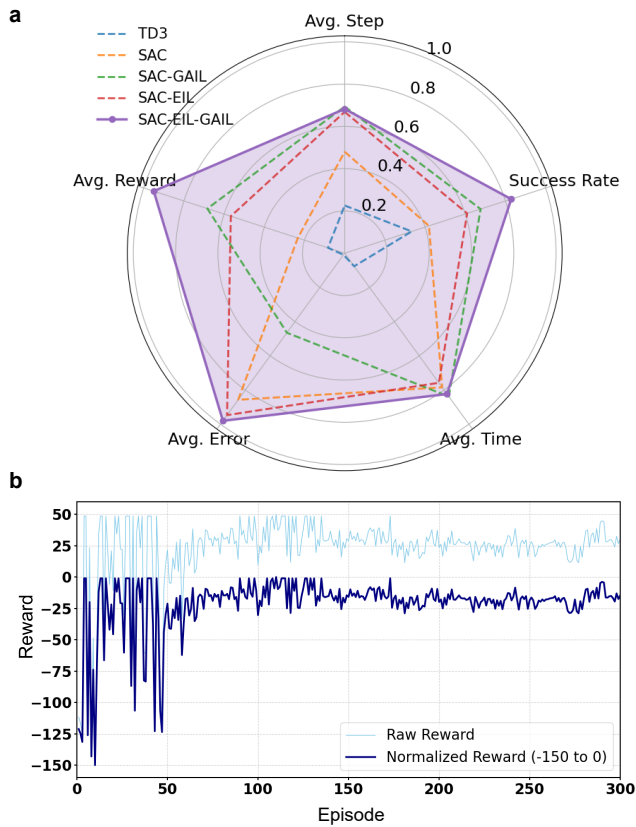 a
Avg. Step
TD3
SAC
SAC-GAIL
SAC-EIL
SAC-EIL-GAIL
1.0
0.8
0.6
0.4
0.2
Avg. Reward
Success Rate
Avg. Error
Avg. Time
b
50
25
0
−25
−50
−75
−100
−125
−150
Reward
Raw Reward
Normalized Reward (-150 to 0)
0 50 100 150 200 250 300
Episode